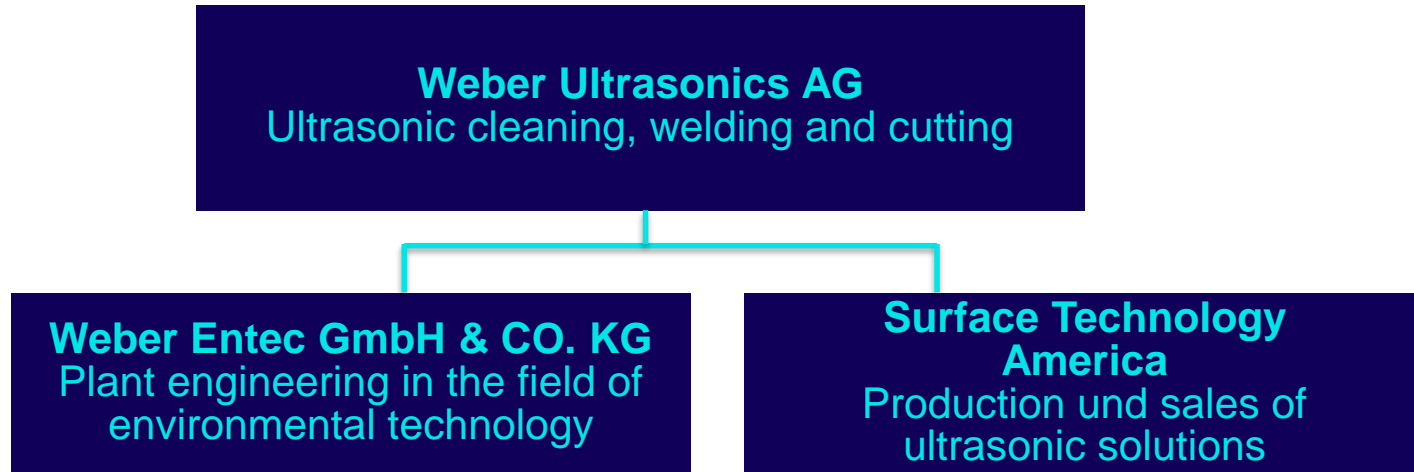 Weber Ultrasonics AG
Ultrasonic cleaning, welding and cutting
Weber Entec GmbH & CO. KG
Plant engineering in the field of
environmental technology
Surface Technology
America
Production und sales of
ultrasonic solutions